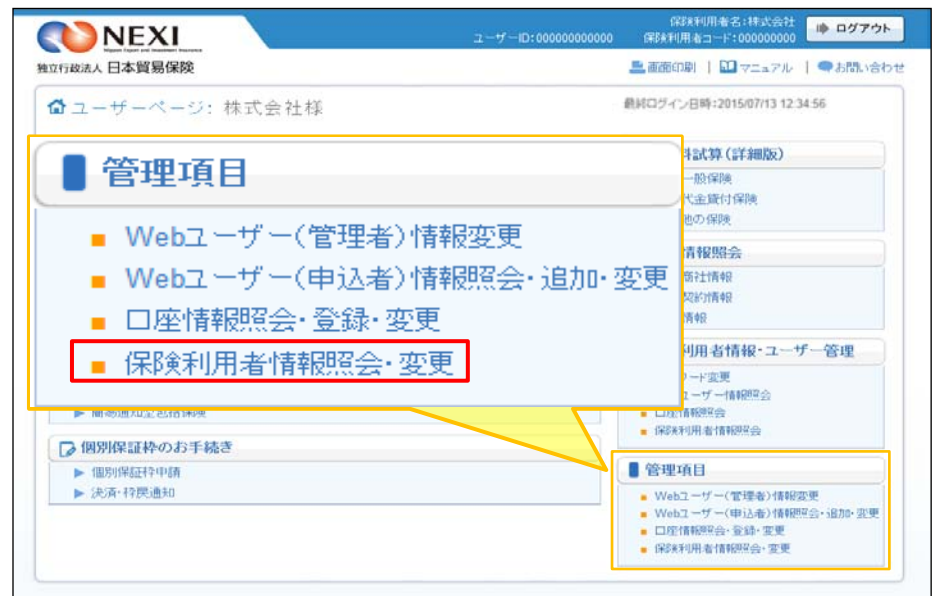 NEXI
Nippon Export and Investment Insurance
独立行政法人 日本貿易保険
ユーザーID:000000000000
保険利用者名:株式会社
保険利用者コード:000000000
ログアウト
画面印刷 | マニュアル | お問い合わせ
ユーザーページ: 株式会社様
最終ログイン日時:2015/07/13 12:34:56
管理項目
Webユーザー(管理者)情報変更
Webユーザー(申込者)情報照会・追加・変更
口座情報照会・登録・変更
保険利用者情報照会・変更
簡易通知型包括保険
個別保証枠のお手続き
個別保証枠申請
決済・枠戻通知
料試算(詳細版)
一般保険
代金貸付保険
他の保険
情報照会
商社情報
契約情報
情報
利用者情報・ユーザー管理
ード変更
ユーザー情報照会
口座情報照会
保険利用者情報照会
管理項目
Webユーザー(管理者)情報変更
Webユーザー(申込者)情報照会・追加・変更
口座情報照会・登録・変更
保険利用者情報照会・変更